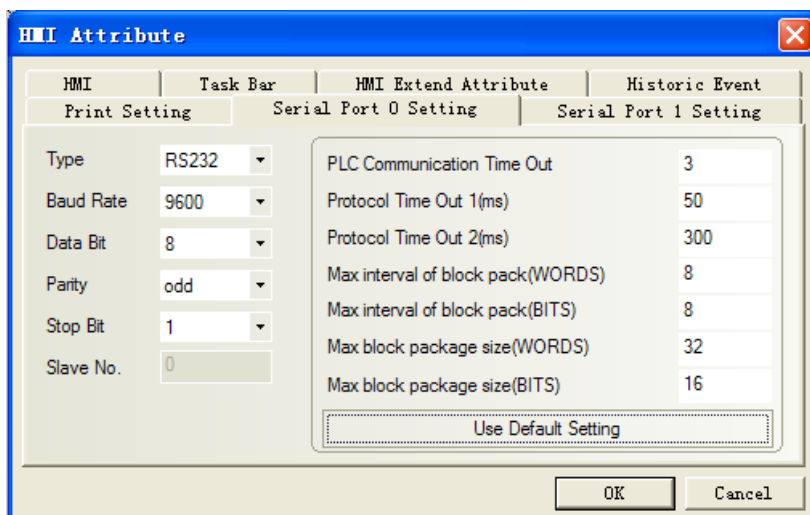 HMI Attribute
HMI Task Bar HMI Extend Attribute Historic Event
Print Setting Serial Port 0 Setting Serial Port 1 Setting
Type RS232
Baud Rate 9600
Data Bit 8
Parity odd
Stop Bit 1
Slave No. 0
PLC Communication Time Out 3
Protocol Time Out 1(ms) 50
Protocol Time Out 2(ms) 300
Max interval of block pack(WORDS) 8
Max interval of block pack(BITS) 8
Max block package size(WORDS) 32
Max block package size(BITS) 16
Use Default Setting
OK Cancel